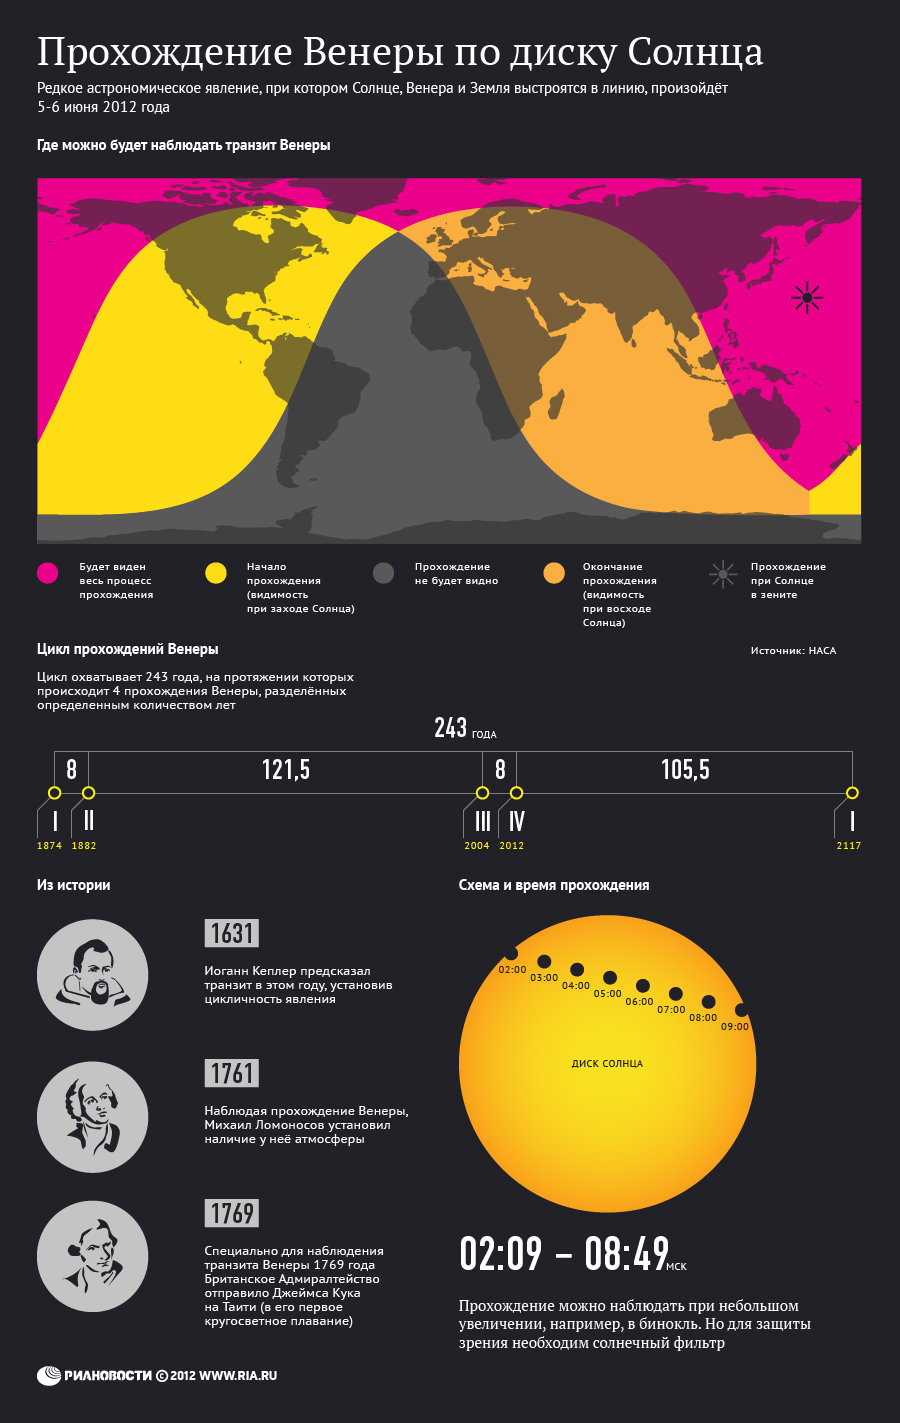 Прохождение Венеры по диску Солнца
Редкое астрономическое явление, при котором Солнце, Венера и Земля выстроятся в линию, произойдёт
5-6 июня 2012 года
Где можно будет наблюдать транзит Венеры
Будет виден
весь процесс
прохождения
Начало
прохождения
(видимость
при заходе Солнца)
Прохождение
не будет видно
Окончание
прохождения
(видимость
при восходе
Солнца)
Прохождение
при Солнце
в зените
Источник: НАСА
Цикл прохождений Венеры
Цикл охватывает 243 года, на протяжении которых
происходит 4 прохождения Венеры, разделённых
определенным количеством лет
243 ГОДА
8 121,5 8 105,5
I II III IV I
1874 1882 2004 2012 2117
Из истории
1631
Иоганн Кеплер предсказал
транзит в этом году, установив
цикличность явления
1761
Наблюдая прохождение Венеры,
Михаил Ломоносов установил
наличие у неё атмосферы
1769
Специально для наблюдения
транзита Венеры 1769 года
Британское Адмиралтейство
отправило Джеймса Кука
на Таити (в его первое
кругосветное плавание)
Схема и время прохождения
02:00
03:00
04:00
05:00
06:00
07:00
08:00
09:00
ДИСК СОЛНЦА
02:09 – 08:49 МСК
Прохождение можно наблюдать при небольшом
увеличении, например, в бинокль. Но для защиты
зрения необходим солнечный фильтр
РИАНОВОСТИ © 2012 WWW.RIA.RU